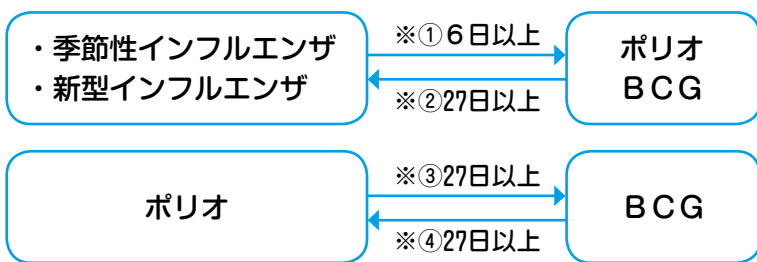 ・季節性インフルエンザ
・新型インフルエンザ
※①6日以上
※②27日以上
ポリオ
BCG
ポリオ
※③27日以上
※④27日以上
BCG